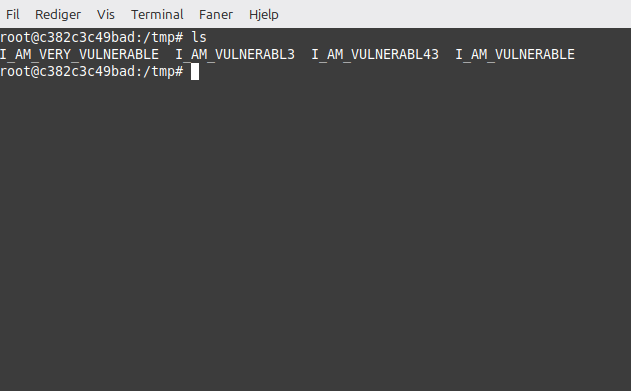 Fil Rediger Vis Terminal Faner Hjelp
root@c382c3c49bad:/tmp# ls
I_AM_VERY_VULNERABLE  I_AM_VULNERABL3  I_AM_VULNERABL43  I_AM_VULNERABLE
root@c382c3c49bad:/tmp#